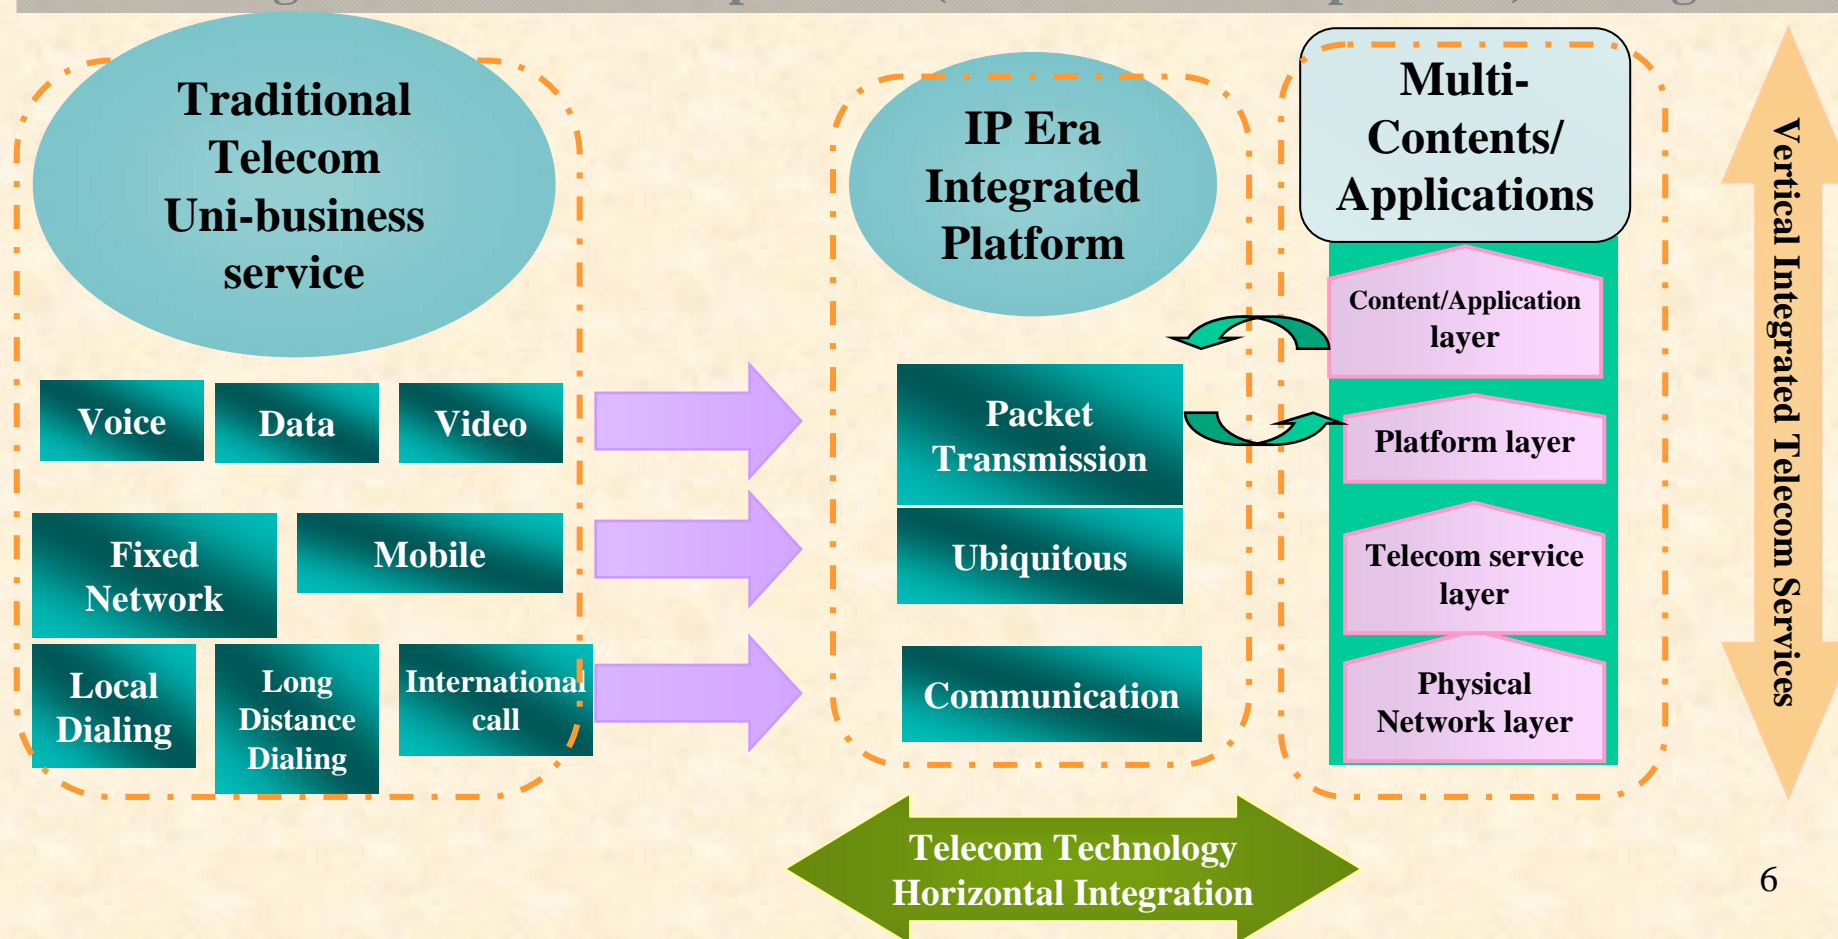 Traditional
Telecom
Uni-business
service
Voice
Data
Video
Fixed
Network
Mobile
Local
Dialing
Long
Distance
Dialing
International
call
IP Era
Integrated
Platform
Packet
Transmission
Ubiquitous
Communication
Multi-
Contents/
Applications
Content/Application
layer
Platform layer
Telecom service
layer
Physical
Network layer
Vertical Integrated Telecom Services
Telecom Technology
Horizontal Integration
6